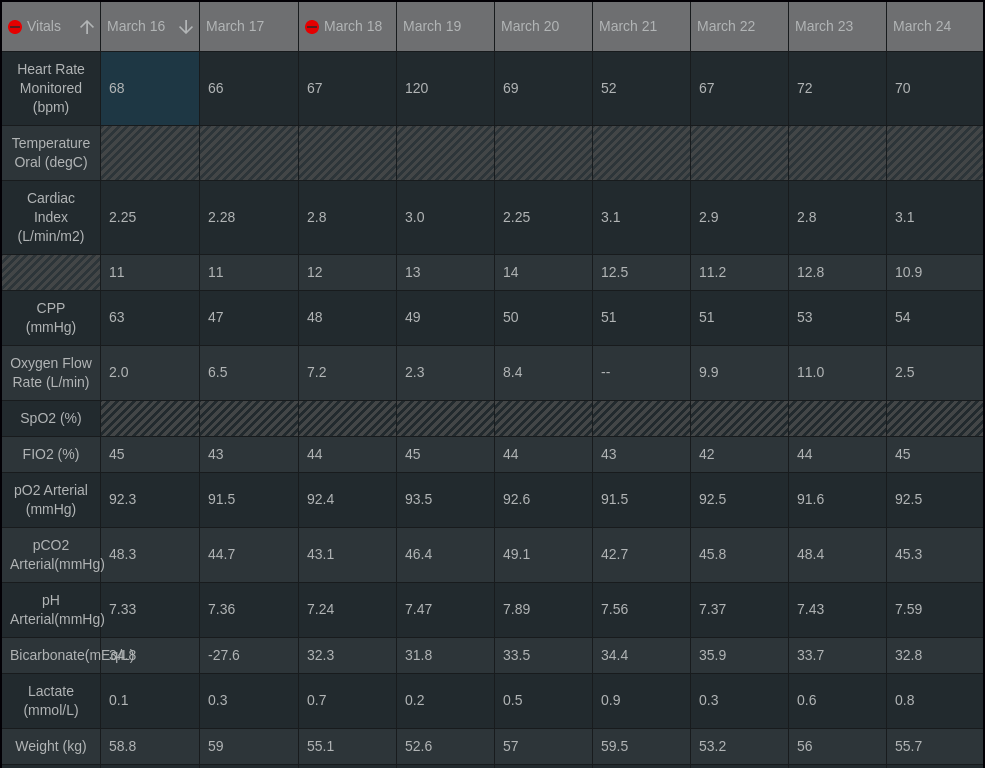 Vitals March 16 March 17 March 18 March 19 March 20 March 21 March 22 March 23 March 24
Heart Rate
Monitored
(bpm)
68 66 67 120 69 52 67 72 70
Temperature
Oral (degC)
Cardiac
Index
(L/min/m2)
2.25 2.28 2.8 3.0 2.25 3.1 2.9 2.8 3.1
11 11 12 13 14 12.5 11.2 12.8 10.9
CPP
(mmHg)
63 47 48 49 50 51 51 53 54
Oxygen Flow
Rate (L/min)
2.0 6.5 7.2 2.3 8.4 -- 9.9 11.0 2.5
SpO2 (%)
FIO2 (%) 45 43 44 45 44 43 42 44 45
pO2 Arterial
(mmHg)
92.3 91.5 92.4 93.5 92.6 91.5 92.5 91.6 92.5
pCO2
Arterial(mmHg)
48.3 44.7 43.1 46.4 49.1 42.7 45.8 48.4 45.3
pH
Arterial(mmHg)
7.33 7.36 7.24 7.47 7.89 7.56 7.37 7.43 7.59
Bicarbonate(mEq/L) 34.8 -27.6 32.3 31.8 33.5 34.4 35.9 33.7 32.8
Lactate
(mmol/L)
0.1 0.3 0.7 0.2 0.5 0.9 0.3 0.6 0.8
Weight (kg) 58.8 59 55.1 52.6 57 59.5 53.2 56 55.7